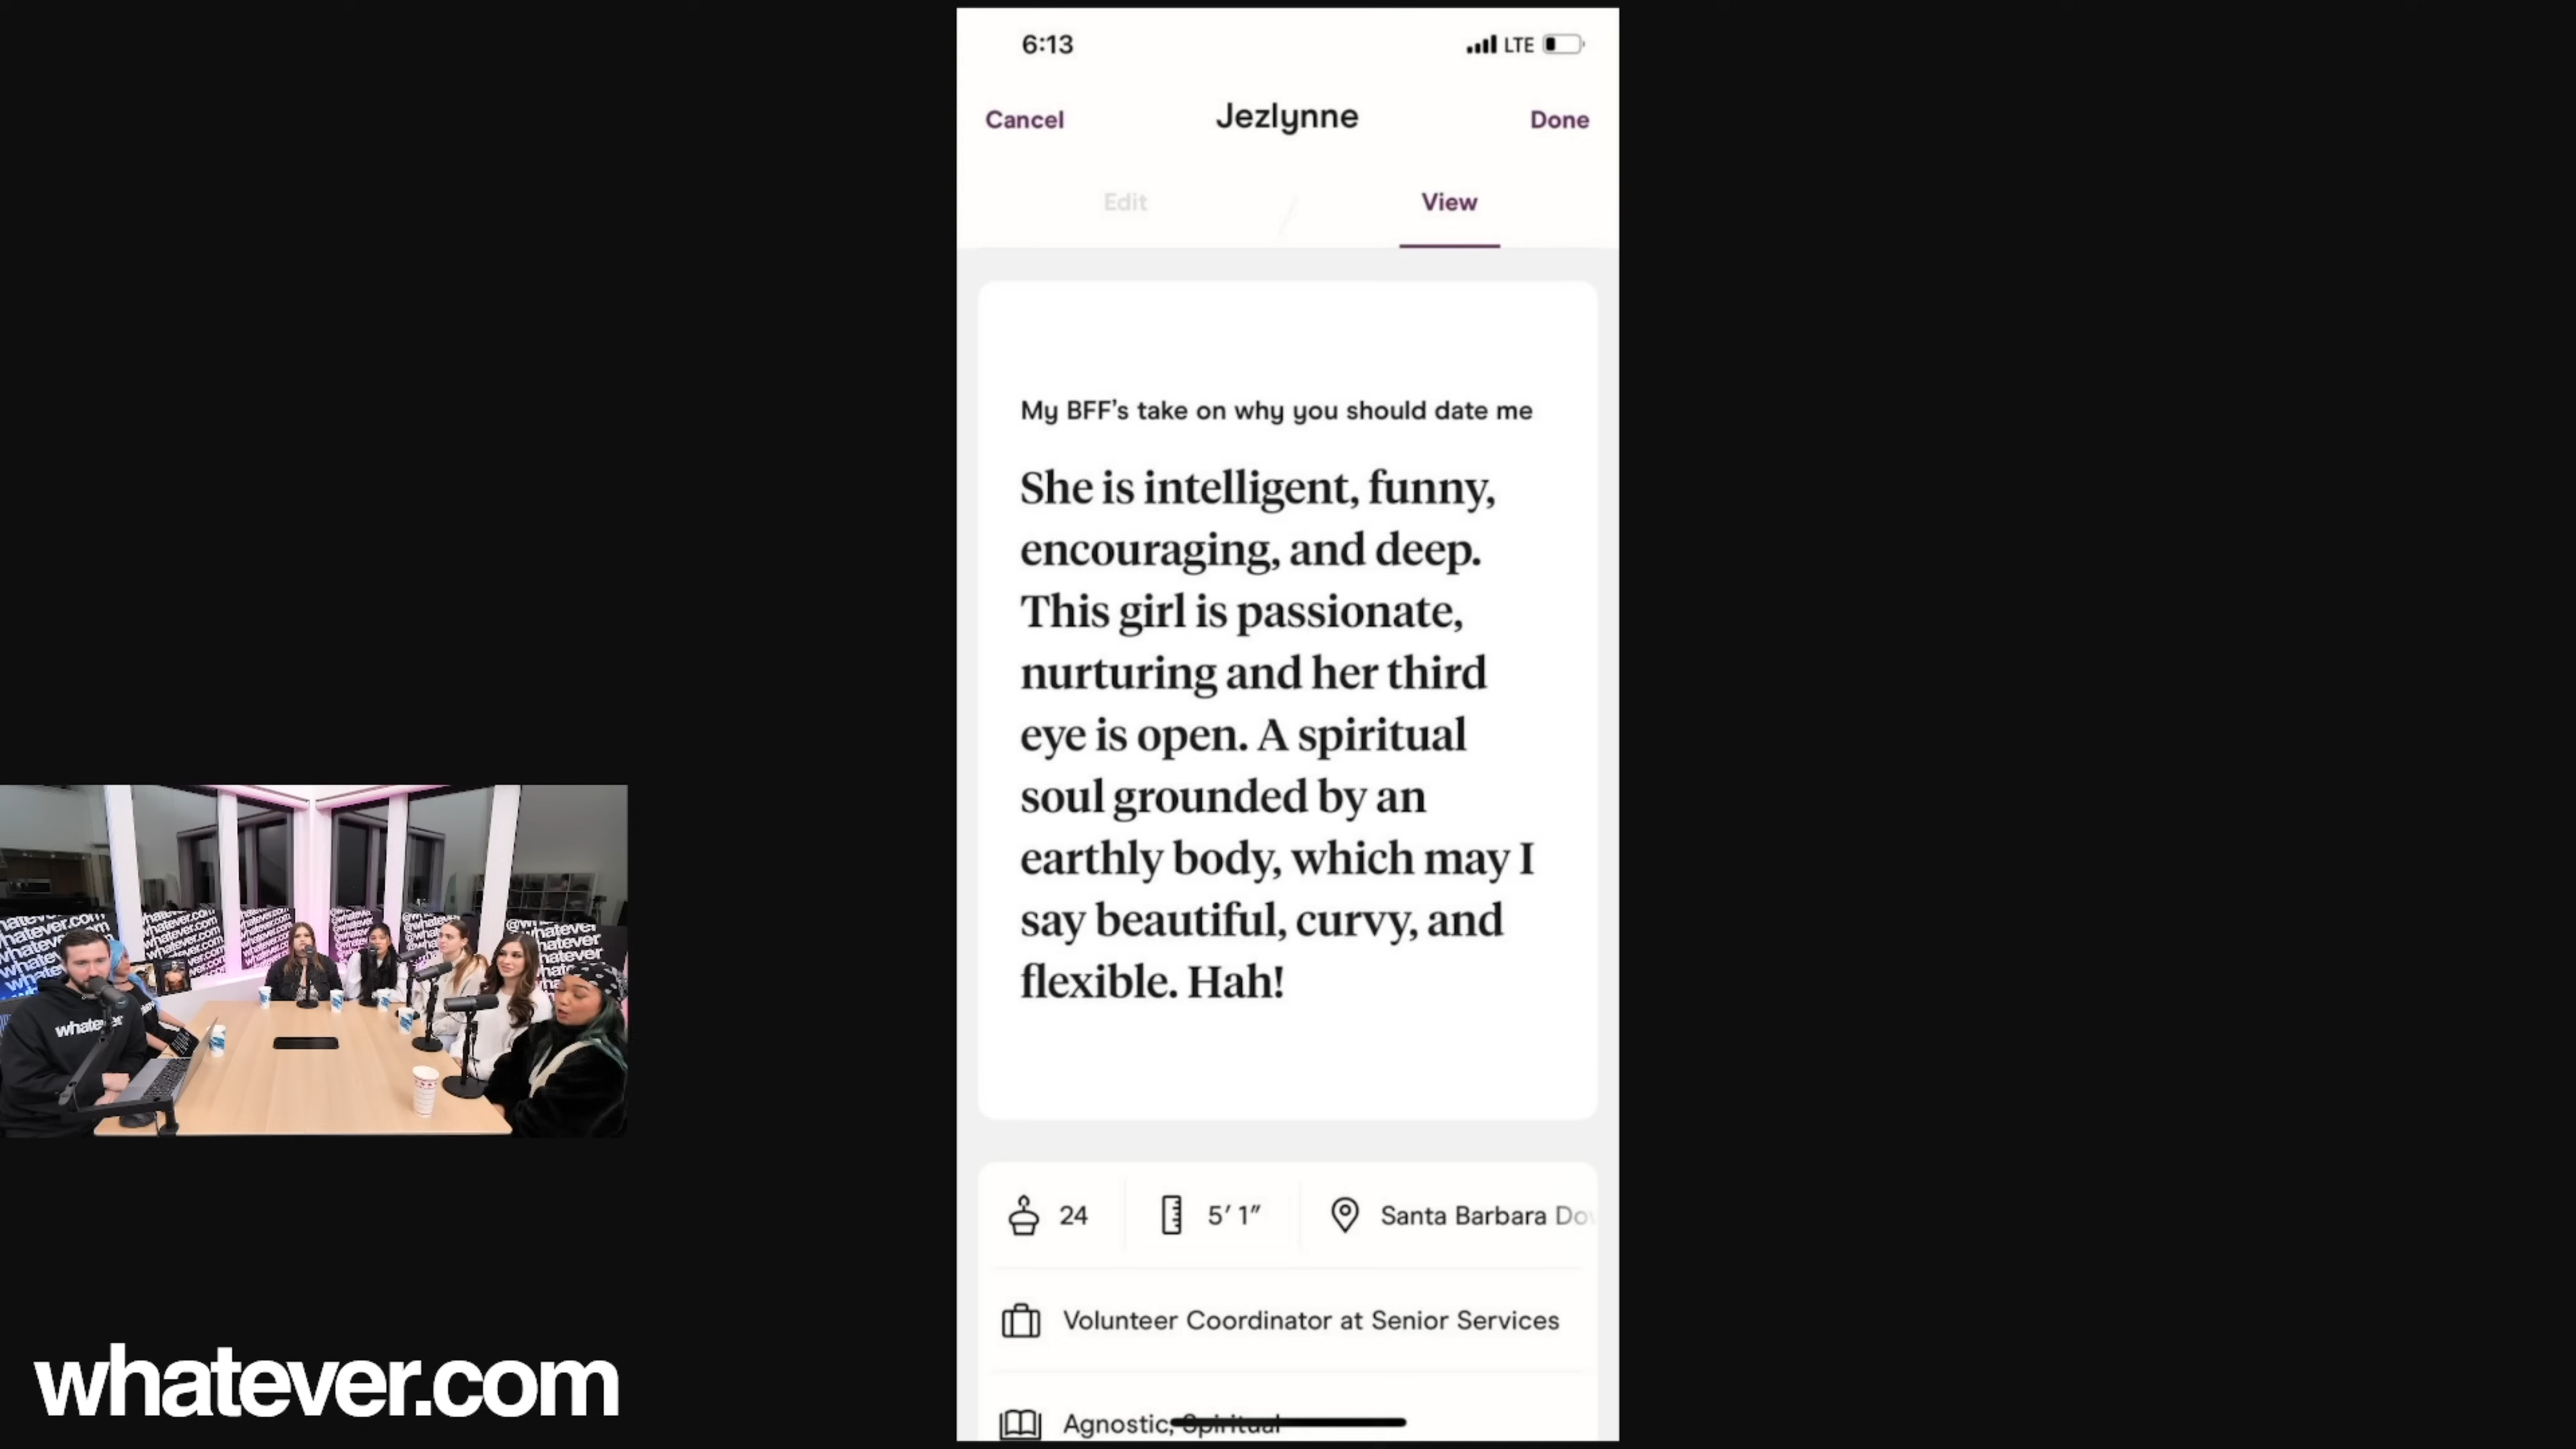 6:13
LTE
Cancel
Jezlynne
Done
Edit
View
My BFF's take on why you should date me
She is intelligent, funny,
encouraging, and deep.
This girl is passionate,
nurturing and her third
eye is open. A spiritual
soul grounded by an
earthly body, which may I
say beautiful, curvy, and
flexible. Hah!
24
5′ 1″
Santa Barbara Do
Volunteer Coordinator at Senior Services
Agnostic, Spiritual
whatever
whatever.com